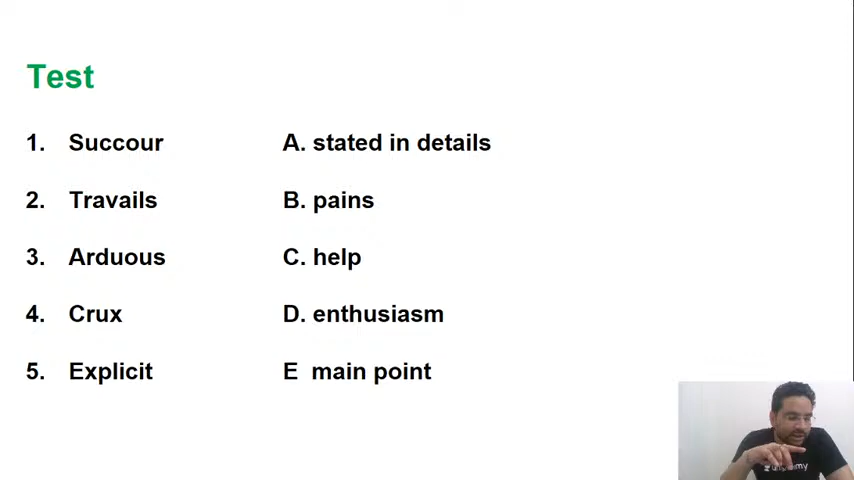 Test
1. Succour A. stated in details
2. Travails B. pains
3. Arduous C. help
4. Crux D. enthusiasm
5. Explicit E main point